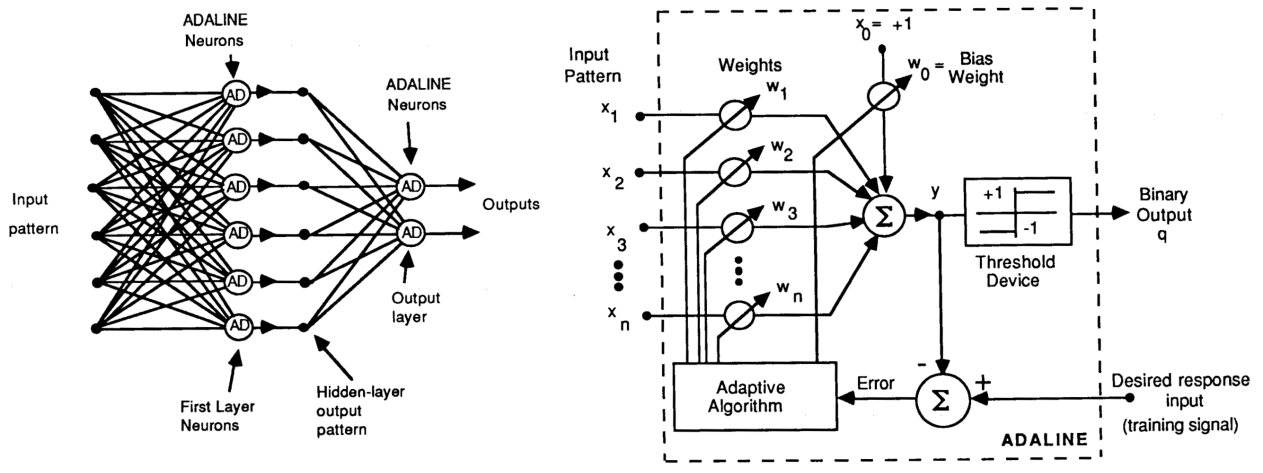 ADALINE
Neurons
ADALINE
Neurons
AD
AD
AD
AD
AD
AD
AD
AD
Input
pattern
Outputs
Output
layer
First Layer
Neurons
Hidden-layer
output
pattern
x0 = +1
Input
Pattern
Weights
w0 = Bias
Weight
x1
w1
x2
w2
x3
w3
xn
wn
Σ
y
+1
-1
Threshold
Device
Binary
Output
q
Adaptive
Algorithm
Error
-
Σ
+
Desired response
input
(training signal)
ADALINE